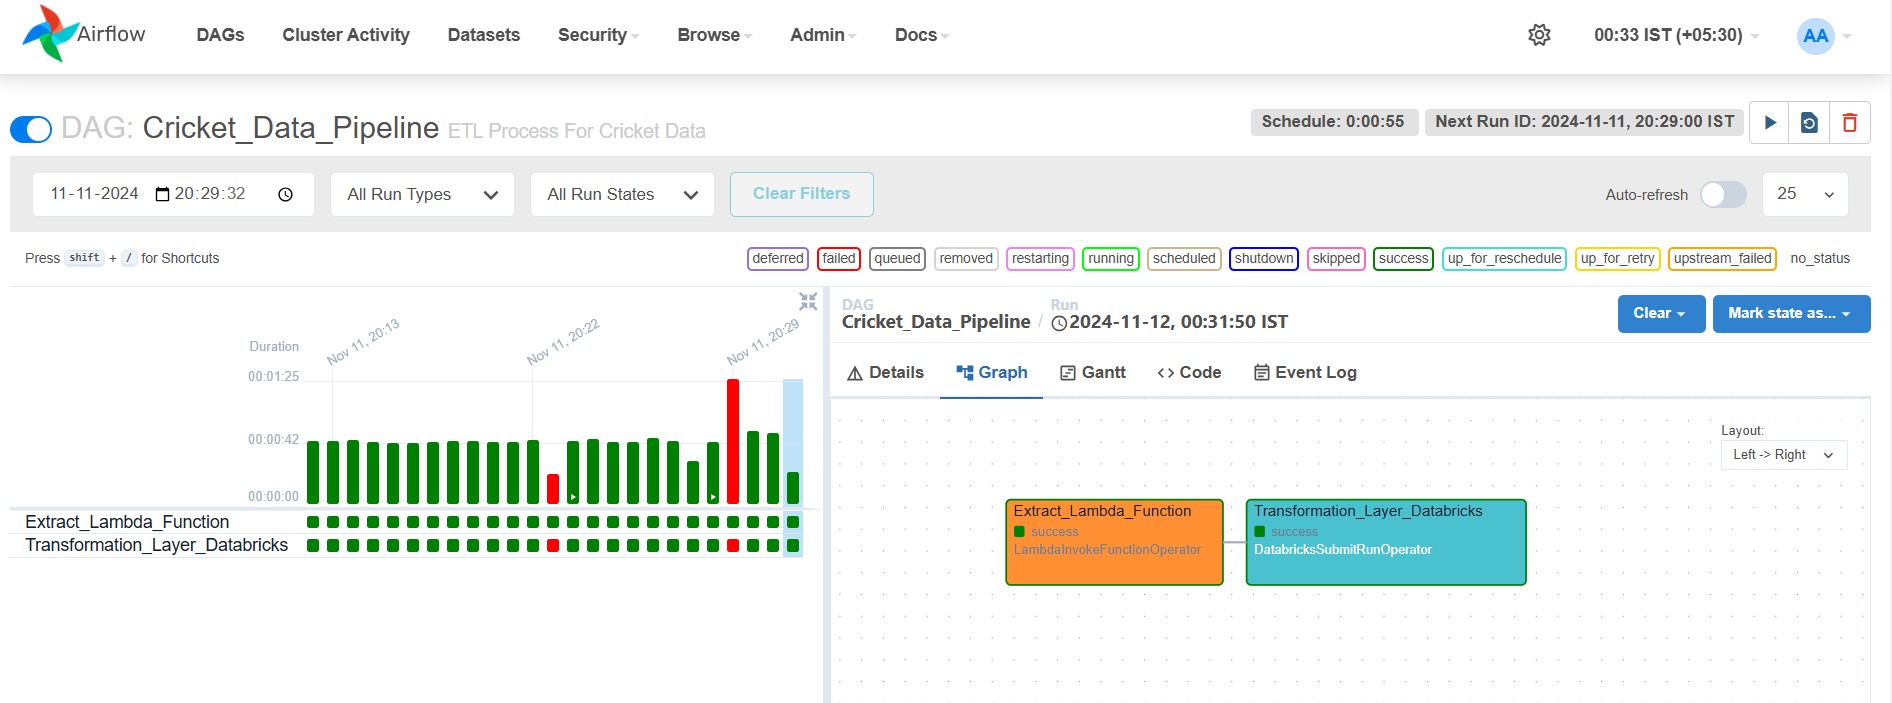 Airflow DAGs Cluster Activity Datasets Security Browse Admin Docs 00:33 IST (+05:30) AA
DAG: Cricket_Data_Pipeline ETL Process For Cricket Data Schedule: 0:00:55 Next Run ID: 2024-11-11, 20:29:00 IST
11-11-2024 20:29:32 All Run Types All Run States Clear Filters Auto-refresh 25
Press shift + / for Shortcuts deferred failed queued removed restarting running scheduled shutdown skipped success up_for_reschedule up_for_retry upstream_failed no_status
Duration
Nov 11, 20:13 Nov 11, 20:22 Nov 11, 20:29
00:01:25
00:00:42
00:00:00
Extract_Lambda_Function
Transformation_Layer_Databricks
DAG Run
Cricket_Data_Pipeline / 2024-11-12, 00:31:50 IST Clear Mark state as...
Details Graph Gantt Code Event Log
Layout:
Left -> Right
Extract_Lambda_Function
success
LambdaInvokeFunctionOperator
Transformation_Layer_Databricks
success
DatabricksSubmitRunOperator